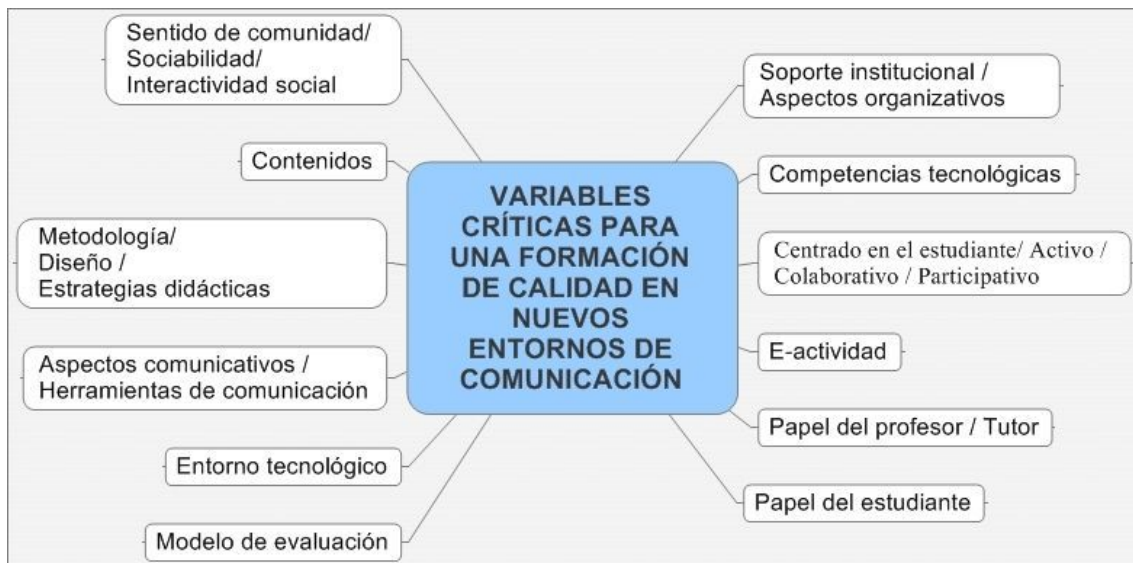 Sentido de comunidad/
Sociabilidad/
Interactividad social
Contenidos
Metodología/
Diseño /
Estrategias didácticas
Aspectos comunicativos /
Herramientas de comunicación
Entorno tecnológico
Modelo de evaluación
VARIABLES
CRÍTICAS PARA
UNA FORMACIÓN
DE CALIDAD EN
NUEVOS
ENTORNOS DE
COMUNICACIÓN
Soporte institucional /
Aspectos organizativos
Competencias tecnológicas
Centrado en el estudiante/ Activo /
Colaborativo / Participativo
E-actividad
Papel del profesor / Tutor
Papel del estudiante